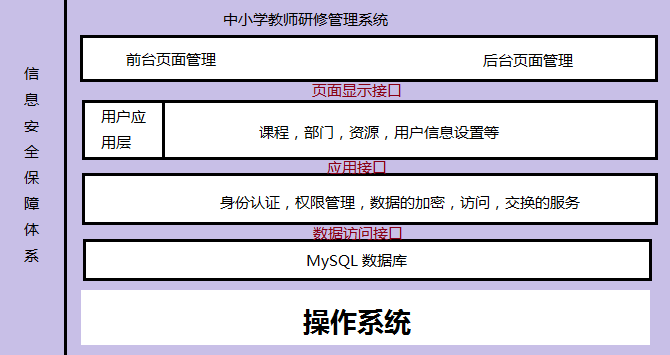 中小学教师研修管理系统
信
息
安
全
保
障
体
系
前台页面管理
后台页面管理
页面显示接口
用户应
用层
课程，部门，资源，用户信息设置等
应用接口
身份认证，权限管理，数据的加密，访问，交换的服务
数据访问接口
MySQL 数据库
操作系统